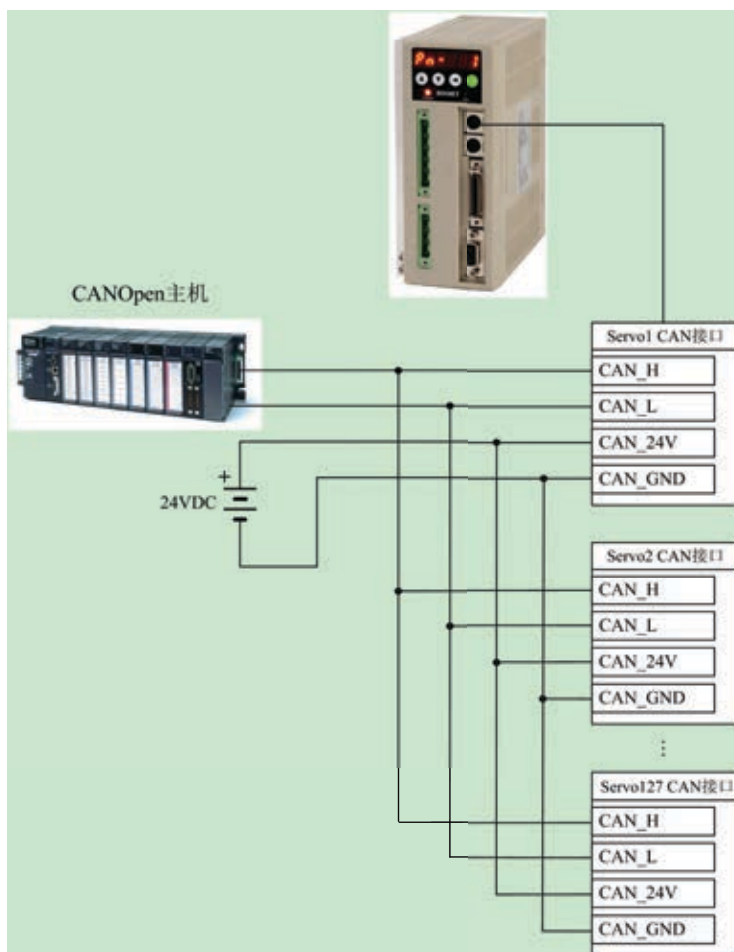 Pn- 1
CANOpen主机
Servo1 CAN接口
CAN_H
CAN_L
CAN_24V
CAN_GND
+
24VDC
Servo2 CAN接口
CAN_H
CAN_L
CAN_24V
CAN_GND
⋮
Servo127 CAN接口
CAN_H
CAN_L
CAN_24V
CAN_GND